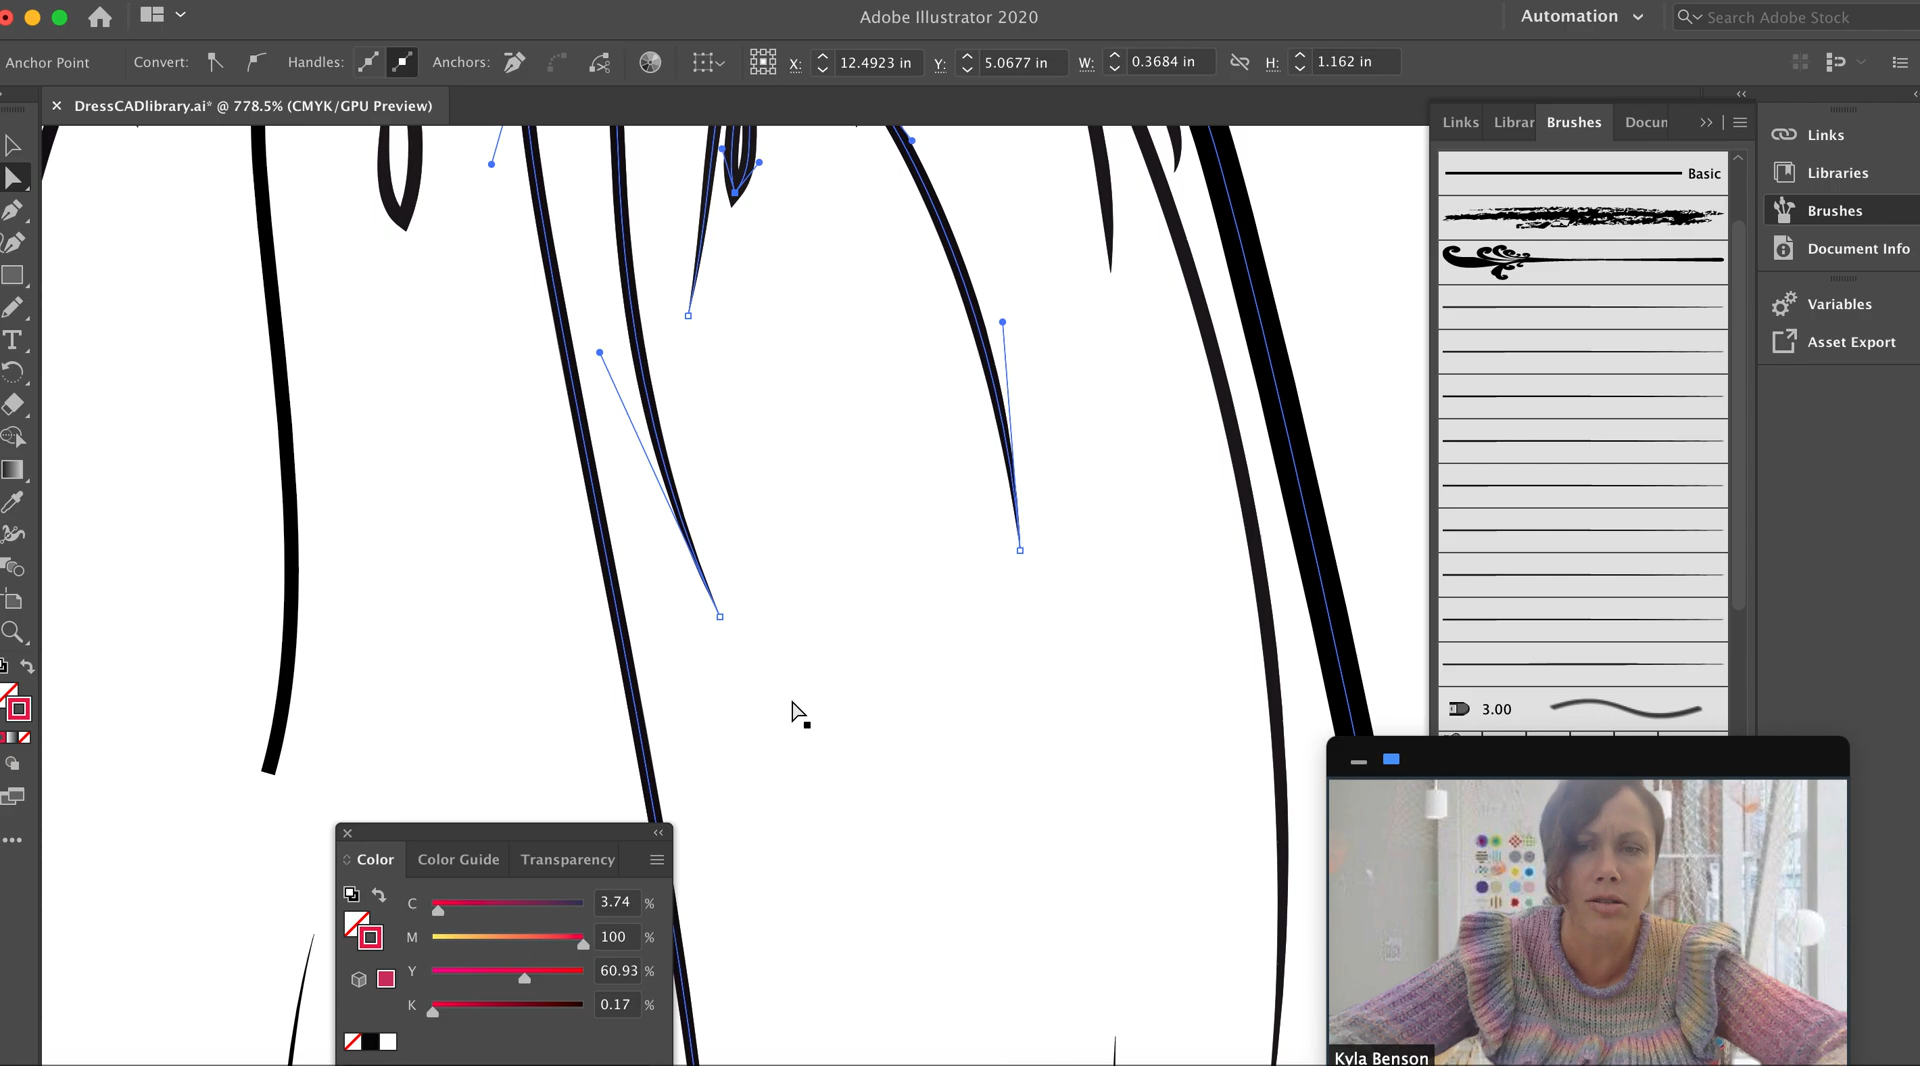 Adobe Illustrator 2020
Automation
Search Adobe Stock
Anchor Point
Convert:
Handles:
Anchors:
X: 12.4923 in
Y: 5.0677 in
W: 0.3684 in
H: 1.162 in
DressCADlibrary.ai* @ 778.5% (CMYK/GPU Preview)
Links
Librar
Brushes
Docun
Basic
3.00
Links
Libraries
Brushes
Document Info
Variables
Asset Export
Color
Color Guide
Transparency
C 3.74 %
M 100 %
Y 60.93 %
K 0.17 %
Kyla Benson